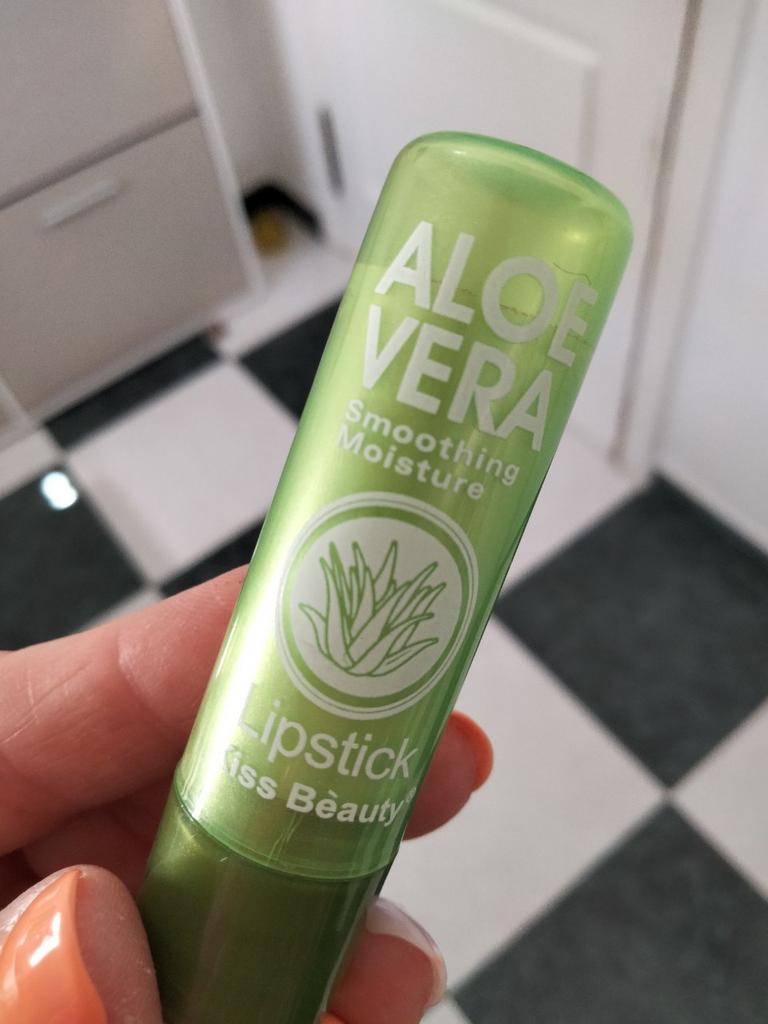 ALOE
VERA
Smoothing
Moisture
Lipstick
Kiss Bèauty